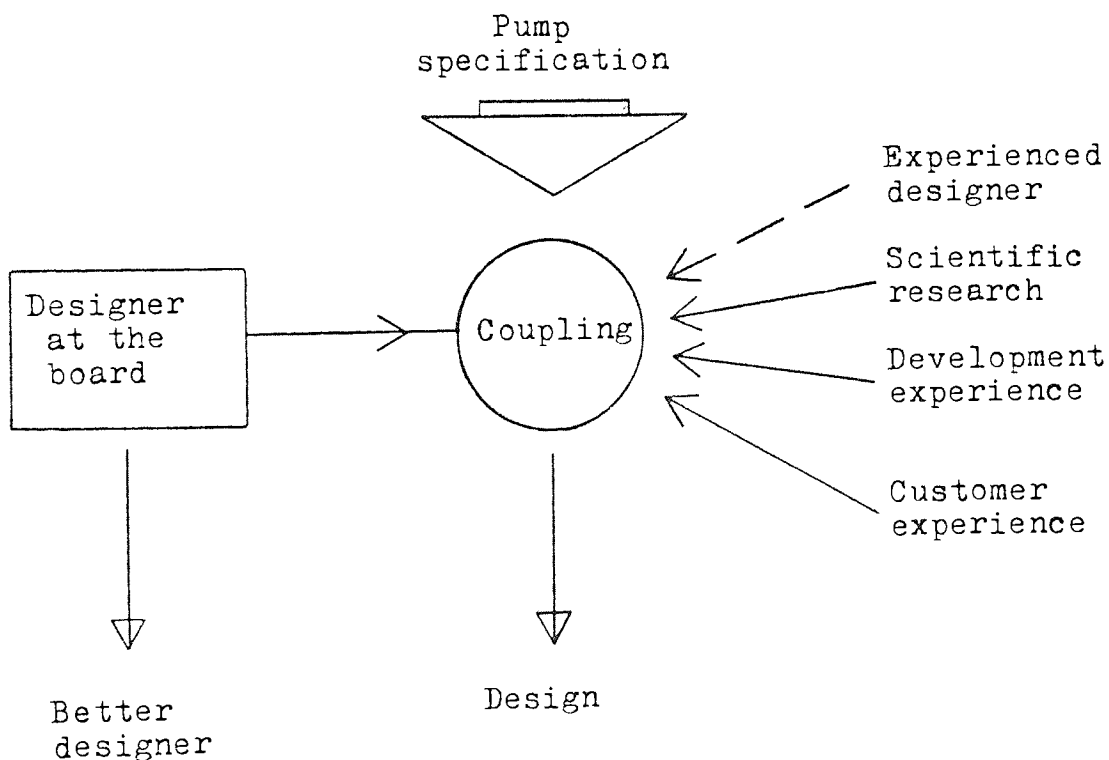 Pump
specification
Experienced
designer
Scientific
research
Designer
at the
board
Coupling
Development
experience
Customer
experience
Design
Better
designer